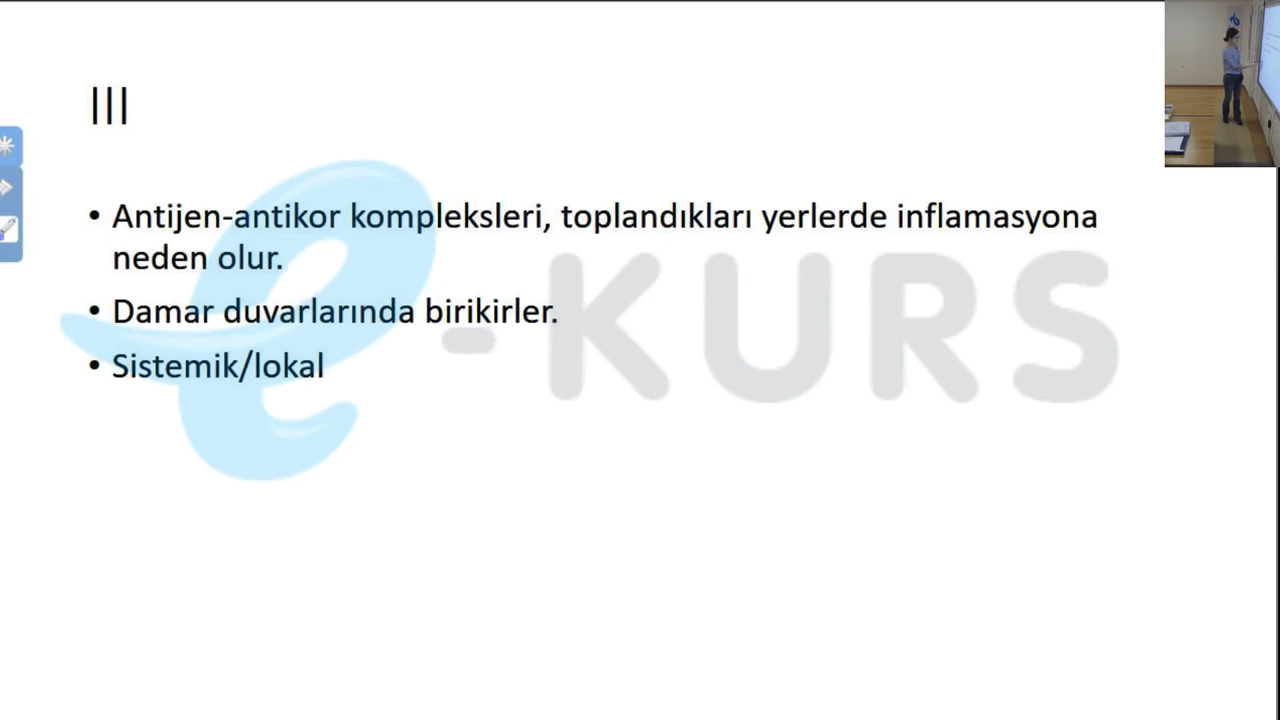 III
• Antijen-antikor kompleksleri, toplandıkları yerlerde inflamasyona
neden olur.
• Damar duvarlarında birikirler.
• Sistemik/lokal
e-KURS